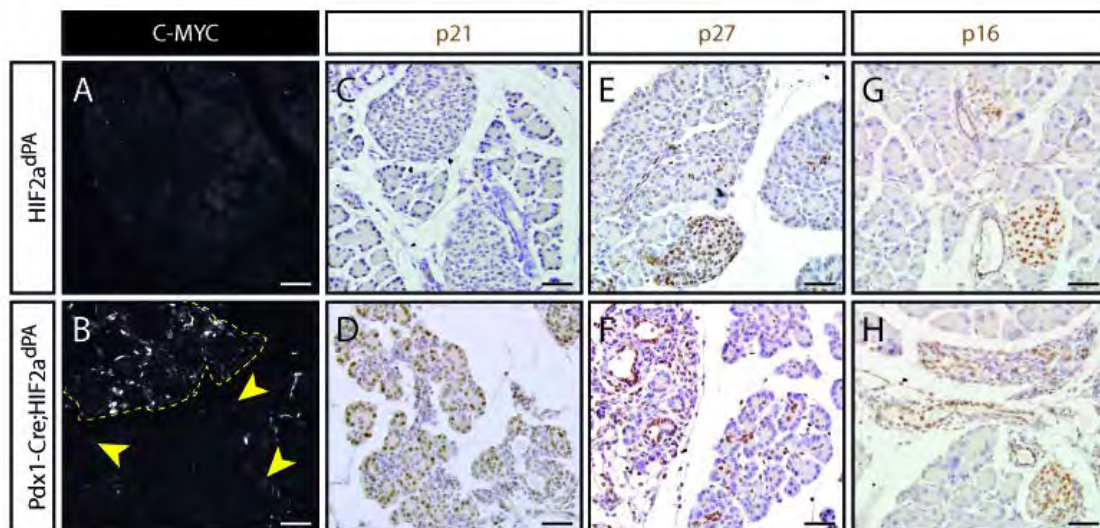 C-MYC p21 p27 p16
HIF2a^dPA
A C E G
Pdx1-Cre;HIF2a^dPA
B D F H